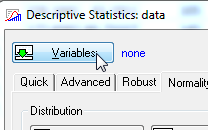 Descriptive Statistics: data
Variables none
Quick Advanced Robust Normality
Distribution